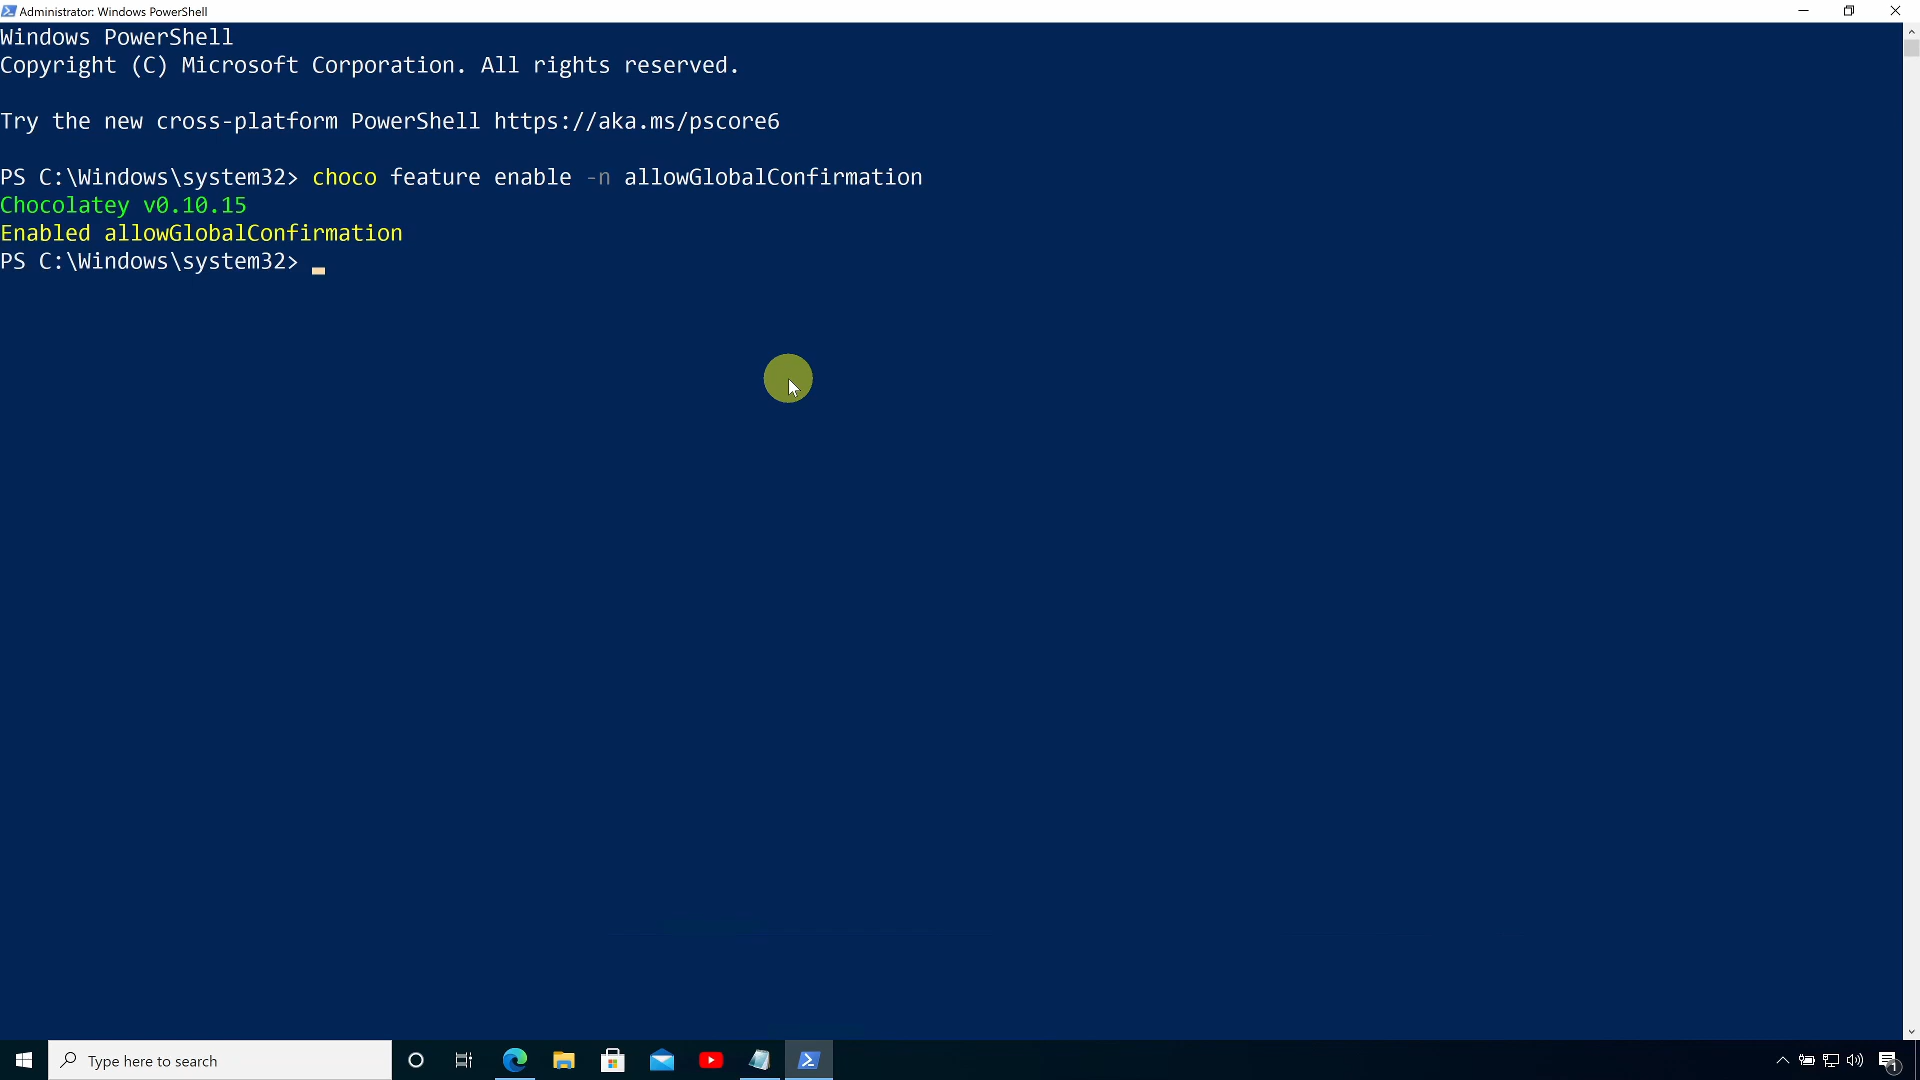 Administrator: Windows PowerShell
Windows PowerShell
Copyright (C) Microsoft Corporation. All rights reserved.
Try the new cross-platform PowerShell https://aka.ms/pscore6
PS C:\Windows\system32> choco feature enable -n allowGlobalConfirmation
Chocolatey v0.10.15
Enabled allowGlobalConfirmation
PS C:\Windows\system32>
Type here to search
1